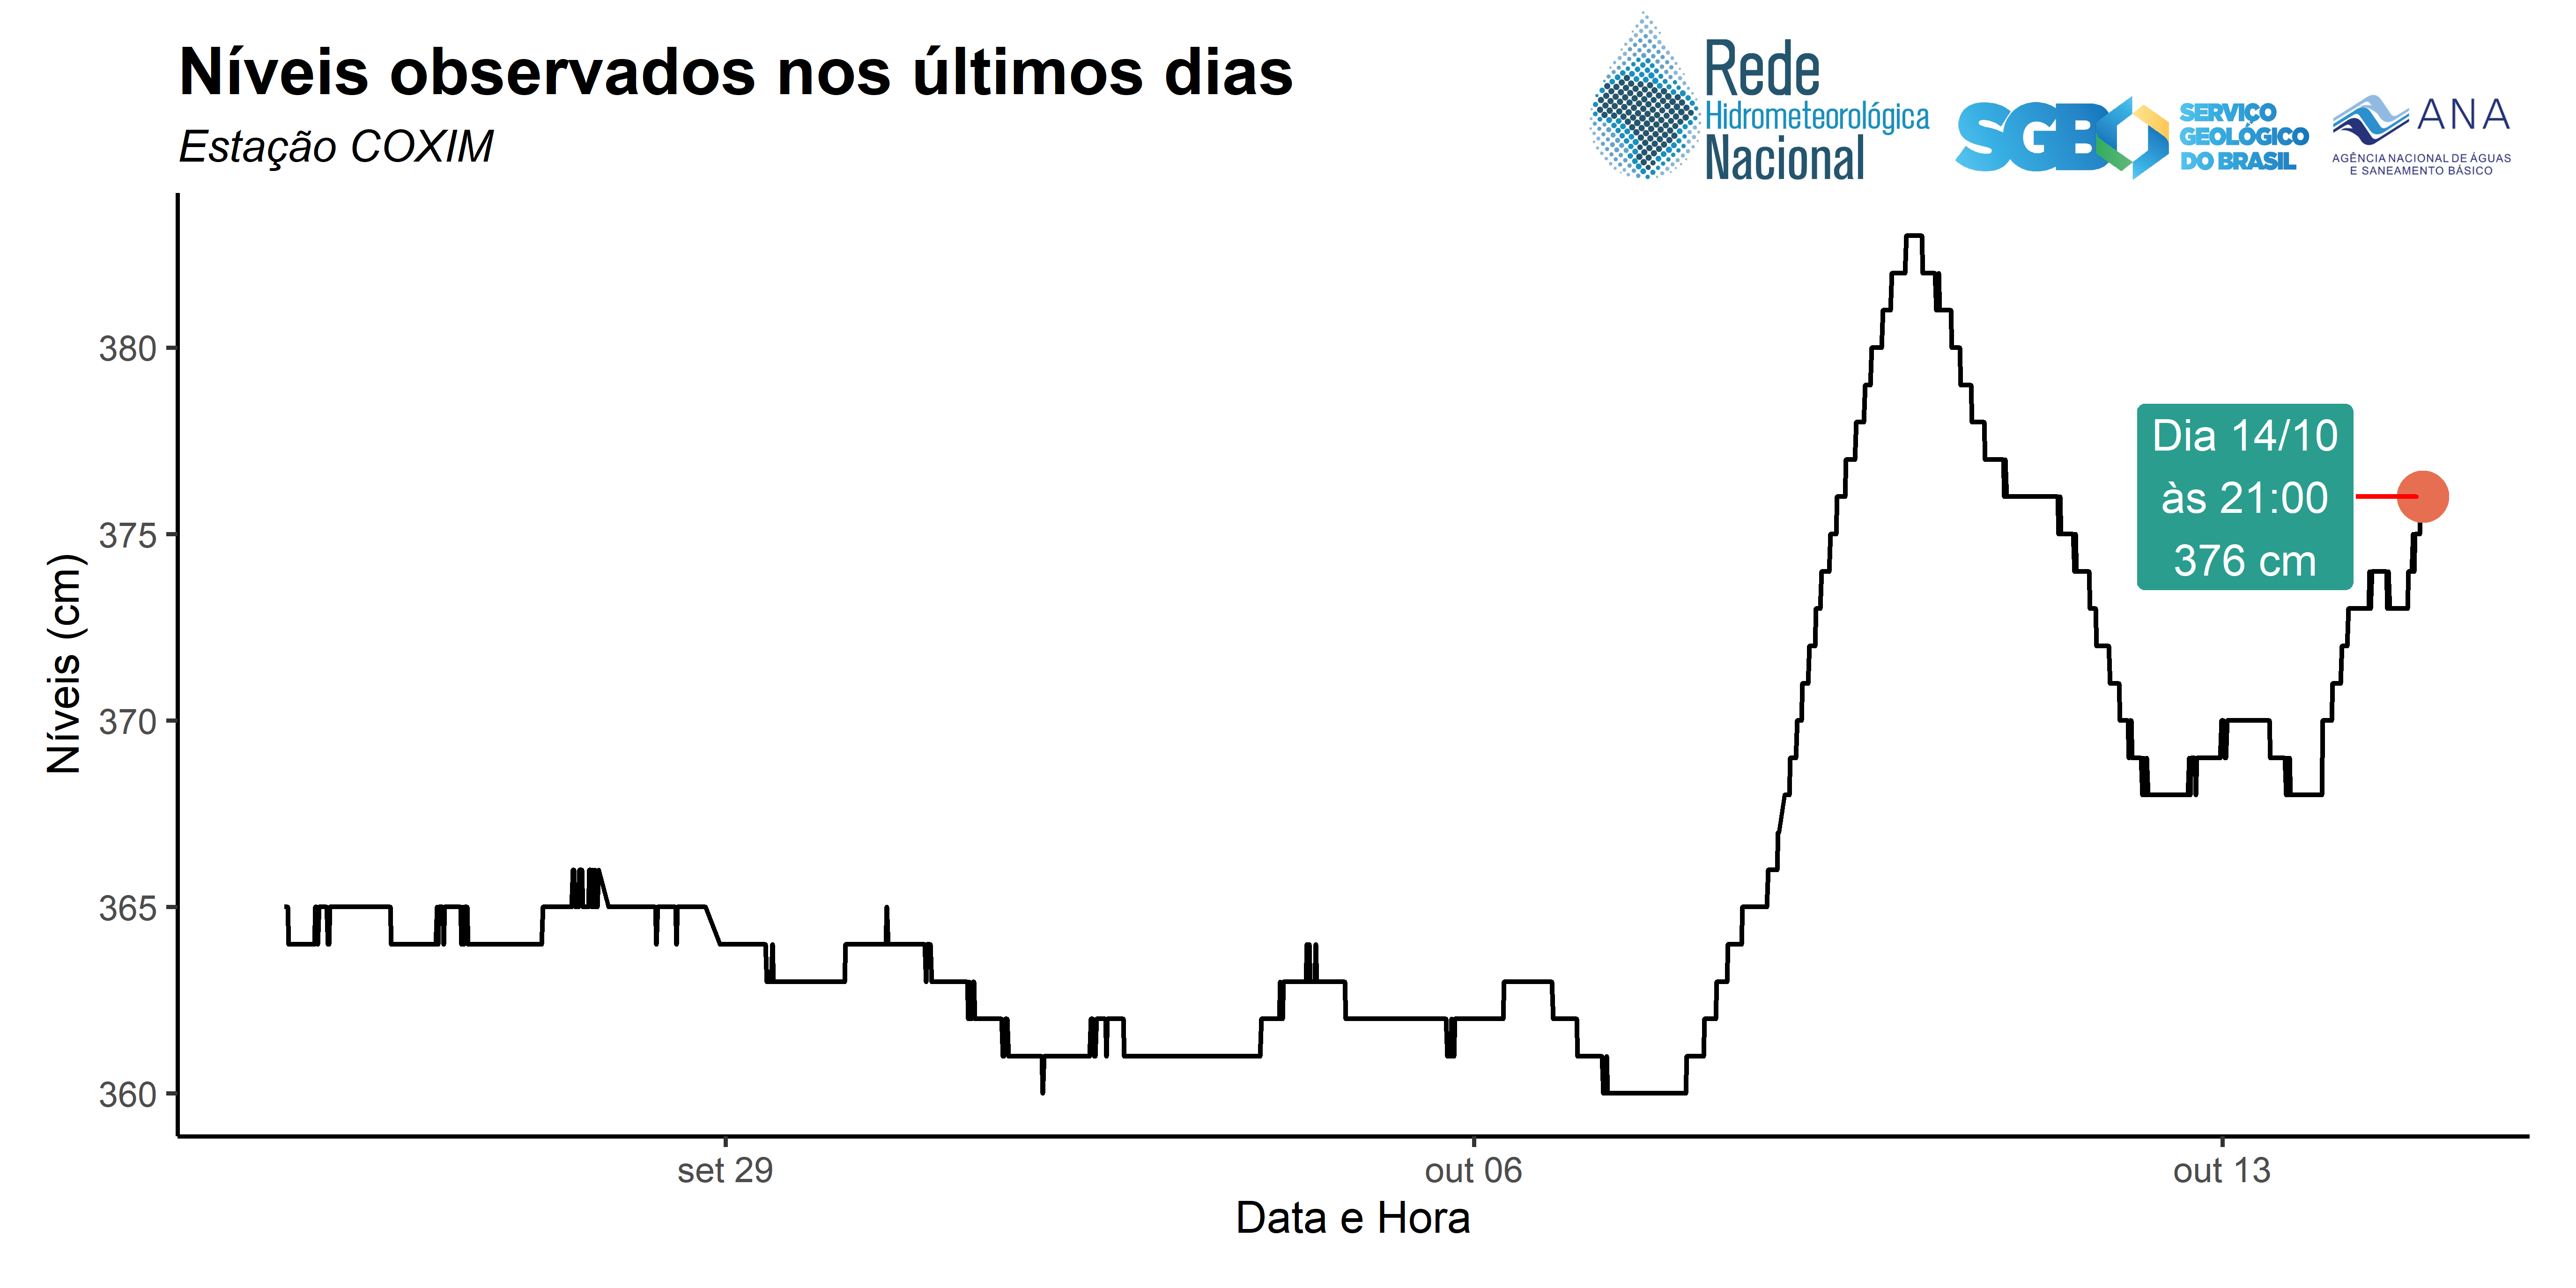 Níveis observados nos últimos dias
Estação COXIM
Rede
Hidrometeorológica
Nacional
SGB
SERVIÇO
GEOLÓGICO
DO BRASIL
ANA
AGÊNCIA NACIONAL DE ÁGUAS
E SANEAMENTO BÁSICO
Níveis (cm)
380
375
370
365
360
Dia 14/10
às 21:00
376 cm
set 29
out 06
out 13
Data e Hora